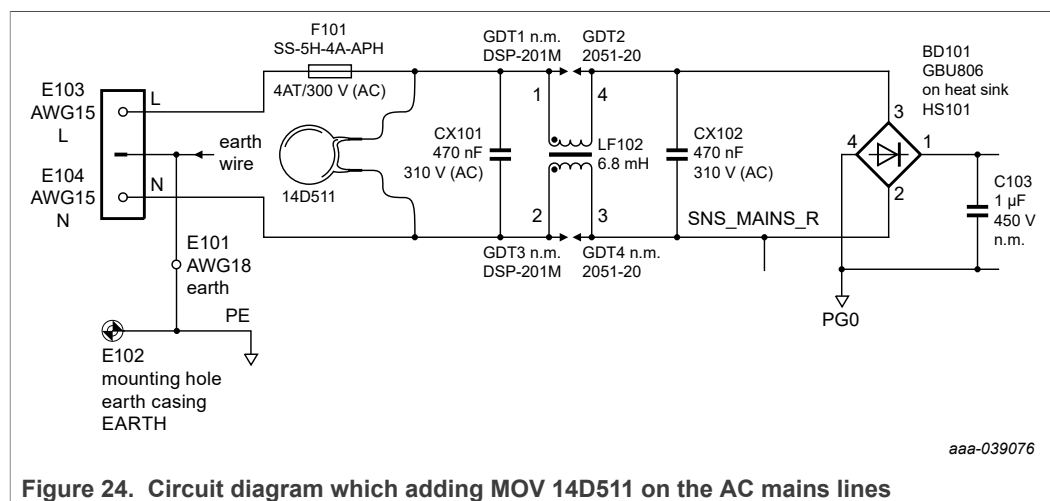 F101
SS-5H-4A-APH
4AT/300 V (AC)
GDT1 n.m.
DSP-201M
GDT2
2051-20
BD101
GBU806
on heat sink
HS101
E103
AWG15
L
L
earth
wire
E104
AWG15
N
N
14D511
CX101
470 nF
310 V (AC)
1
4
LF102
6.8 mH
2
3
CX102
470 nF
310 V (AC)
3
4
1
2
C103
1 μF
450 V
n.m.
SNS_MAINS_R
GDT3 n.m.
DSP-201M
GDT4 n.m.
2051-20
E101
AWG18
earth
PE
PG0
E102
mounting hole
earth casing
EARTH
aaa-039076
Figure 24. Circuit diagram which adding MOV 14D511 on the AC mains lines